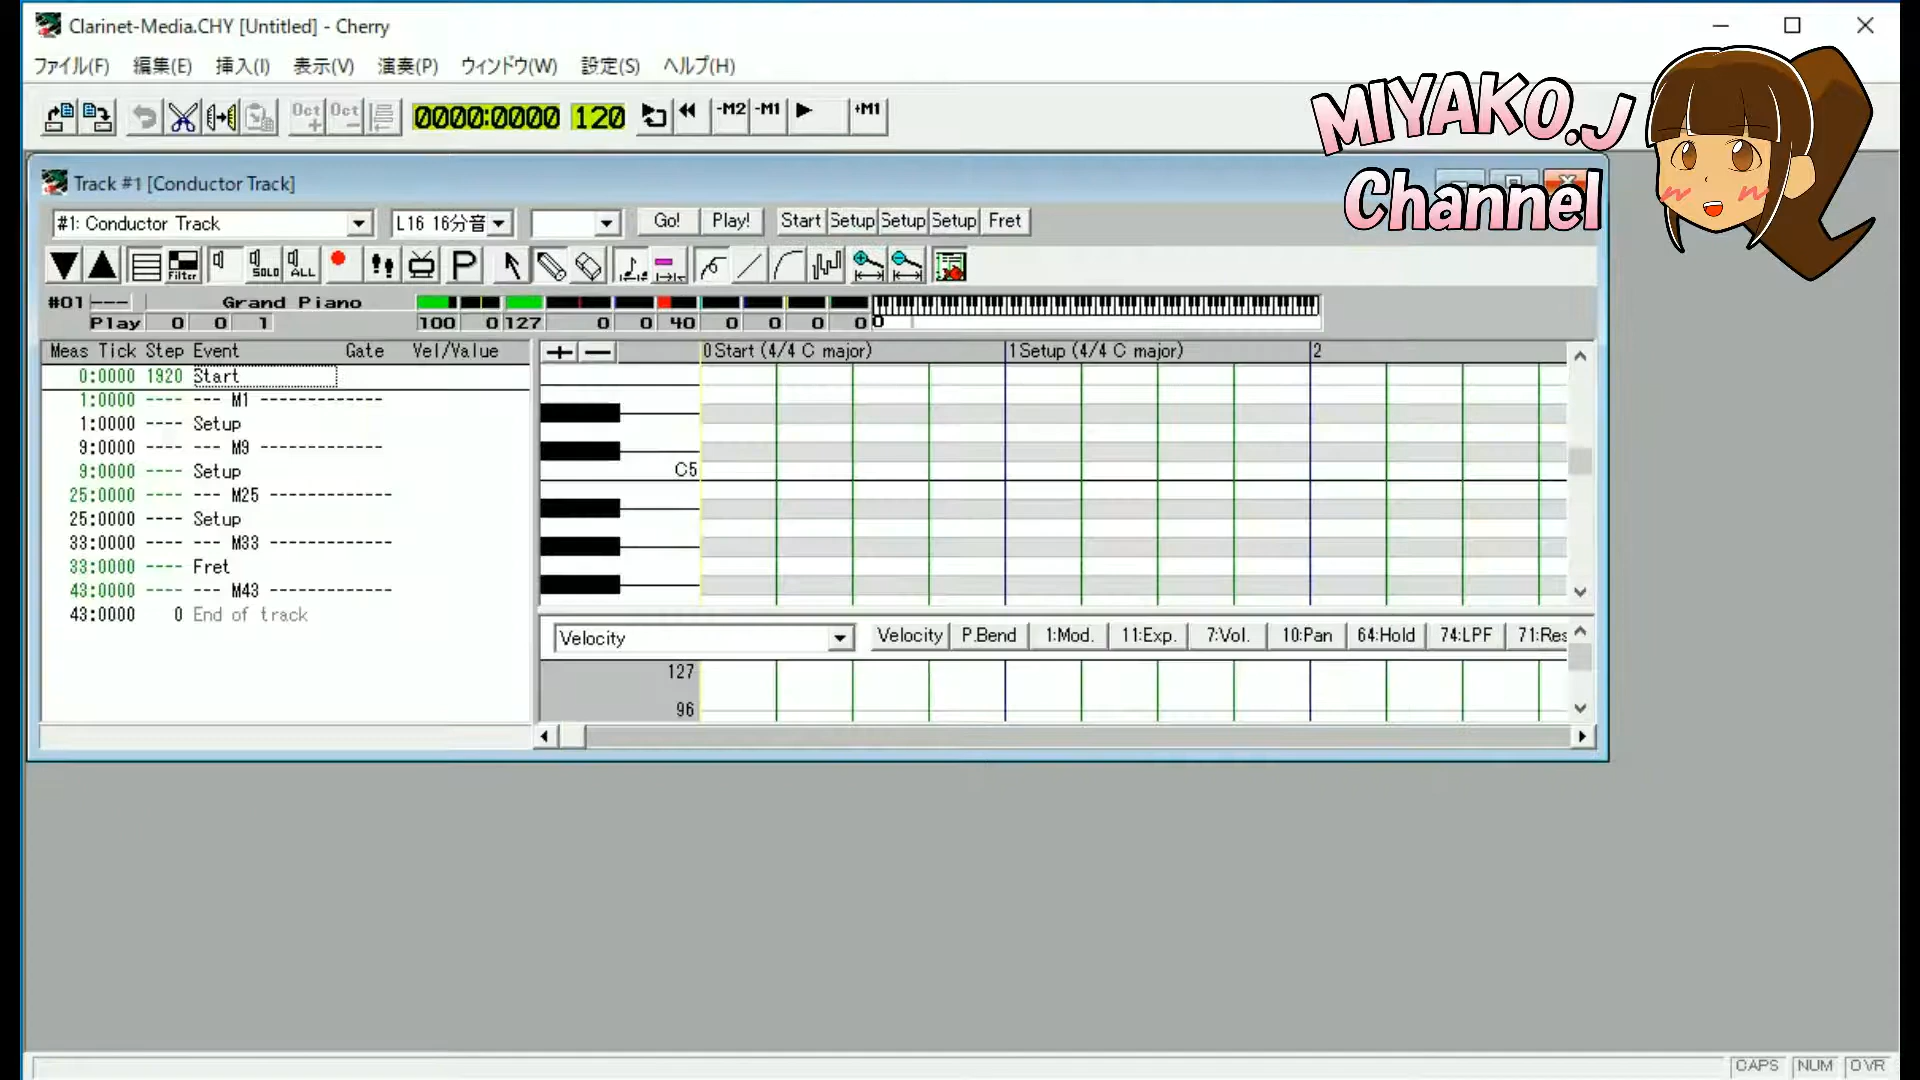 Clarinet-Media.CHY [Untitled] - Cherry
ファイル(F) 編集(E) 挿入(I) 表示(V) 演奏(P) ウィンドウ(W) 設定(S) ヘルプ(H)
MIYAKO.J
Channel
Oct + Oct - 0000:0000 120 -M2 -M1 +M1
Track #1 [Conductor Track]
#1: Conductor Track L16 16分音 Go! Play! Start Setup Setup Setup Fret
Filter SOLO ALL P
#01 --- Grand Piano
Play 0 0 1 100 0 127 0 0 40 0 0 0 0 0
Meas Tick Step Event Gate Vel/Value
0 Start (4/4 C major) 1 Setup (4/4 C major) 2
0:0000 1920 Start
1:0000 ---- --- M1 -------------
1:0000 ---- Setup
9:0000 ---- --- M9 -------------
9:0000 ---- Setup
25:0000 ---- --- M25 -------------
25:0000 ---- Setup
33:0000 ---- --- M33 -------------
33:0000 ---- Fret
43:0000 ---- --- M43 -------------
43:0000 0 End of track
C5
Velocity Velocity P.Bend 1:Mod. 11:Exp. 7:Vol. 10:Pan 64:Hold 74:LPF 71:Res
127
96
CAPS NUM OVR